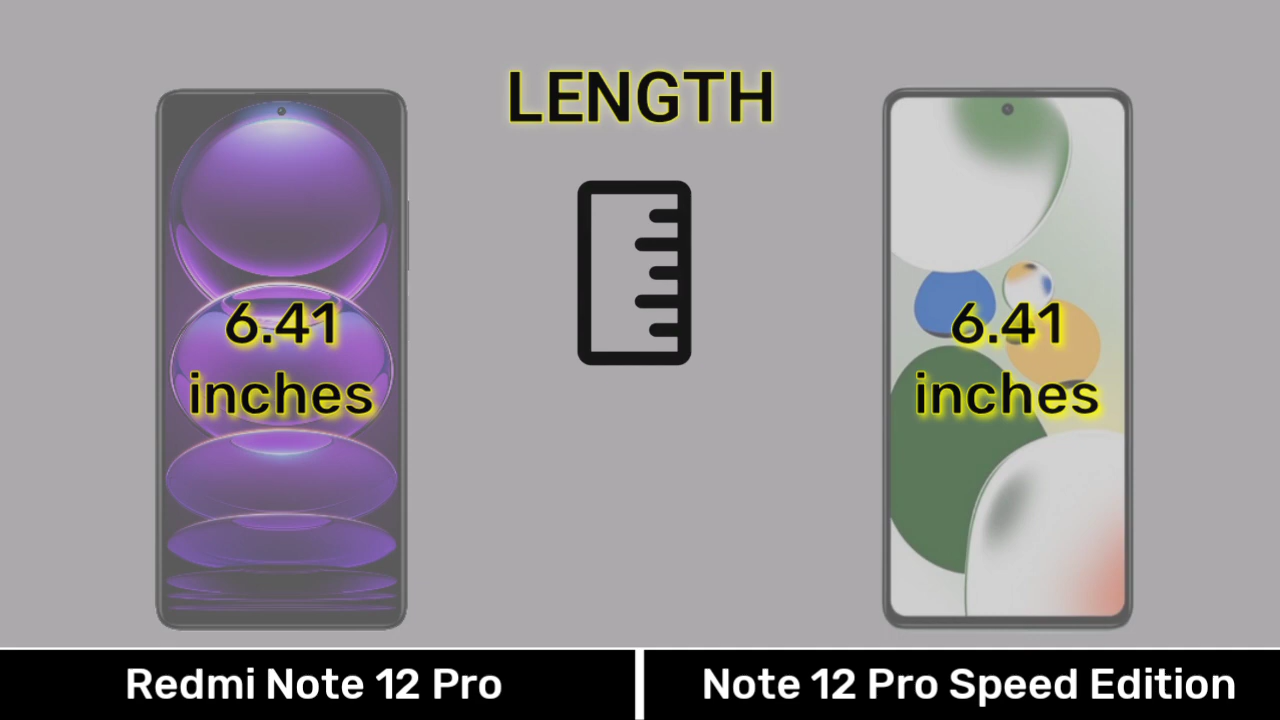 LENGTH
6.41
inches
6.41
inches
Redmi Note 12 Pro
Note 12 Pro Speed Edition